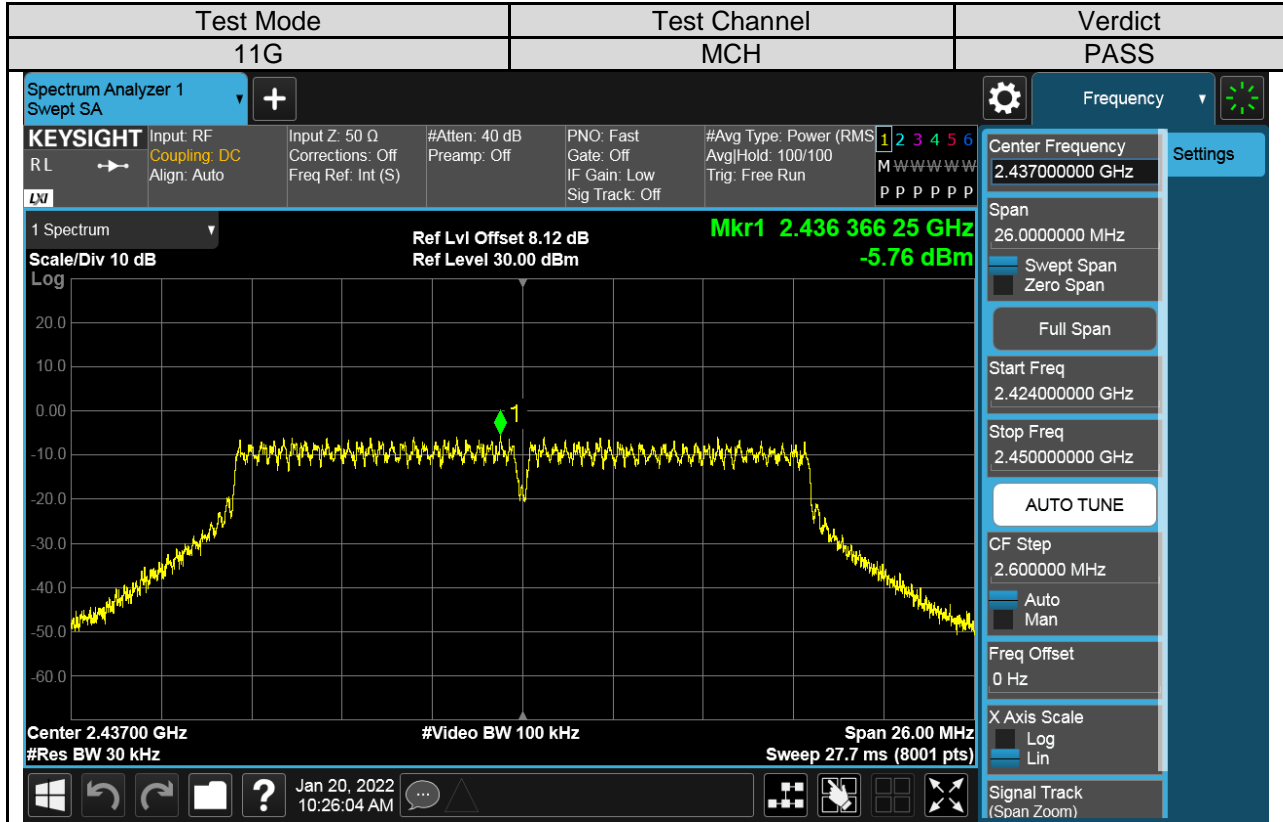 Test Mode Test Channel Verdict
11G MCH PASS
Spectrum Analyzer 1
Swept SA
Frequency
KEYSIGHT Input: RF Input Z: 50 Ω #Atten: 40 dB PNO: Fast #Avg Type: Power (RMS 1 2 3 4 5 6
R L Coupling: DC Corrections: Off Preamp: Off Gate: Off Avg|Hold: 100/100 M W W W W W
Align: Auto Freq Ref: Int (S) IF Gain: Low Trig: Free Run
LXI Sig Track: Off P P P P P P
1 Spectrum Ref Lvl Offset 8.12 dB Mkr1 2.436 366 25 GHz
Scale/Div 10 dB Ref Level 30.00 dBm -5.76 dBm
Log
20.0
10.0
0.00
1
-10.0
-20.0
-30.0
-40.0
-50.0
-60.0
Center 2.43700 GHz #Video BW 100 kHz Span 26.00 MHz
#Res BW 30 kHz Sweep 27.7 ms (8001 pts)
Jan 20, 2022
10:26:04 AM
?
Center Frequency
2.437000000 GHz
Settings
Span
26.0000000 MHz
Swept Span
Zero Span
Full Span
Start Freq
2.424000000 GHz
Stop Freq
2.450000000 GHz
AUTO TUNE
CF Step
2.600000 MHz
Auto
Man
Freq Offset
0 Hz
X Axis Scale
Log
Lin
Signal Track
(Span Zoom)